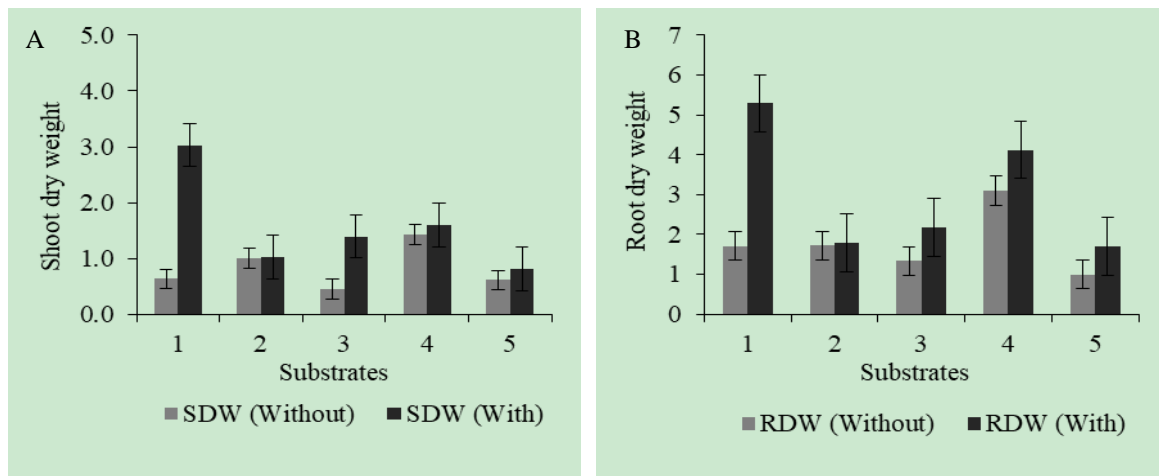 A
Shoot dry weight
5.0
4.0
3.0
2.0
1.0
0.0
1 2 3 4 5
Substrates
SDW (Without) SDW (With)
B
Root dry weight
7
6
5
4
3
2
1
0
1 2 3 4 5
Substrates
RDW (Without) RDW (With)